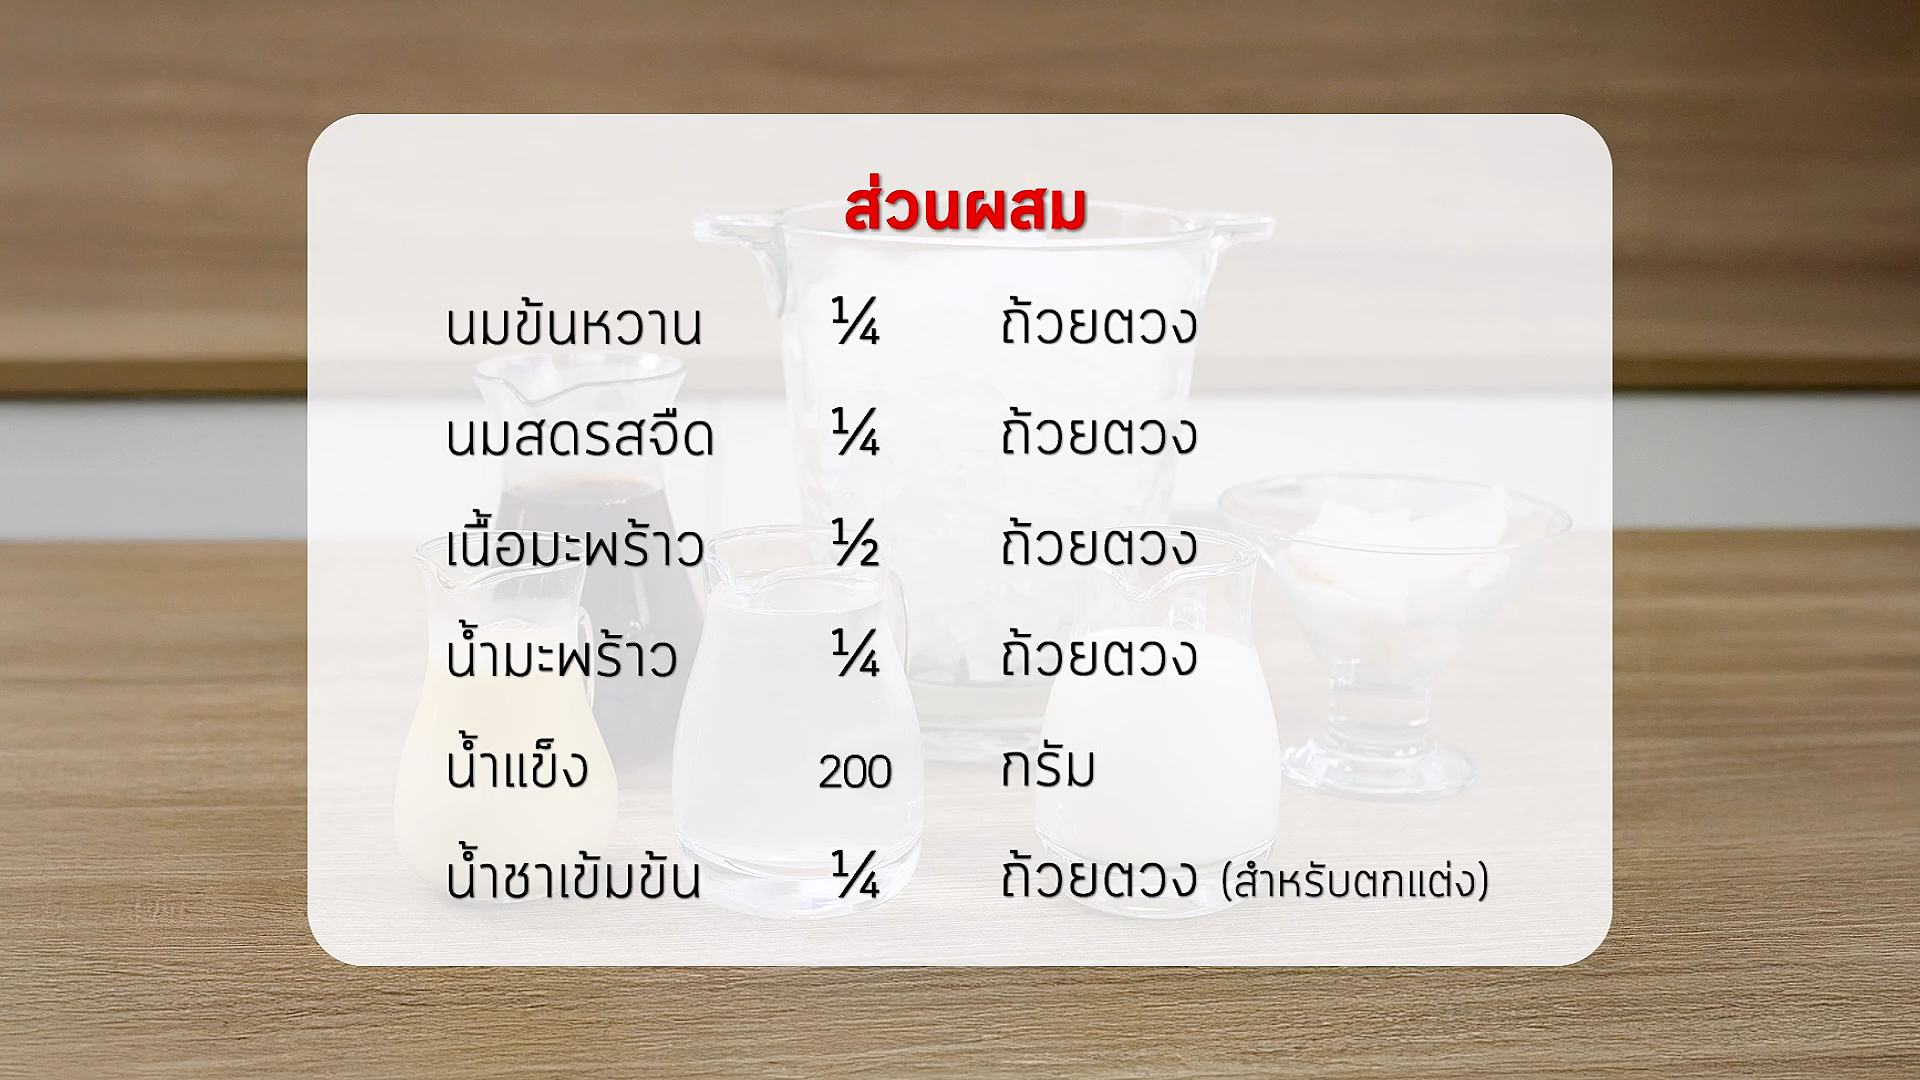 ส่วนผสม
นมข้นหวาน ¼ ถ้วยตวง
นมสดรสจืด ¼ ถ้วยตวง
เนื้อมะพร้าว ½ ถ้วยตวง
น้ำมะพร้าว ¼ ถ้วยตวง
น้ำแข็ง 200 กรัม
น้ำชาเข้มข้น ¼ ถ้วยตวง (สำหรับตกแต่ง)